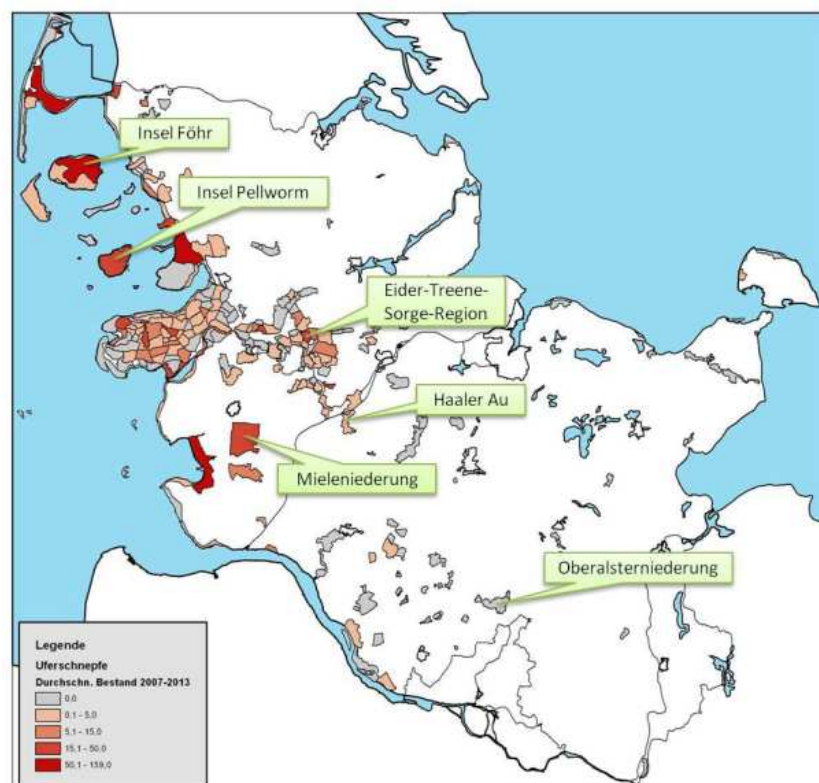 Insel Föhr
Insel Pellworm
Eider-Treene-
Sorge-Region
Haaler Au
Mieleniederung
Oberalsterniederung
Legende
Uferschnepfe
Durchschn. Bestand 2007-2013
0,0
0,1 - 5,0
5,1 - 15,0
15,1 - 50,0
50,1 - 139,0